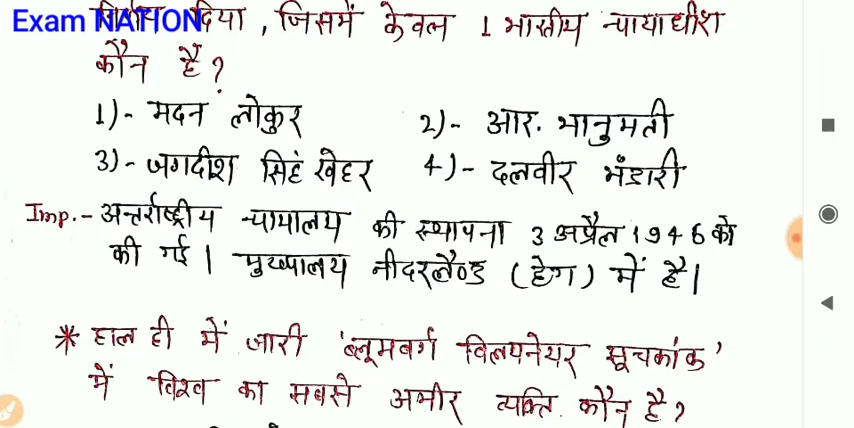 Exam NATION दिया, जिसमें केवल 1 भारतीय न्यायाधीश
कौन है?
1)- मदन लोकुर 2)- आर. भानुमती
3)- जगदीश सिहं खेहर 4)- दलवीर भंडारी
Imp.- अन्तर्राष्ट्रीय न्यायालय की स्थापना 3 अप्रैल 1946 को
की गई। मुख्यालय नीदरलैण्ड (हेग) में है।
* हाल ही में जारी 'ब्लूमबर्ग विलयनेयर सूचकांक'
में विश्व का सबसे अमीर व्यक्ति कौन है?